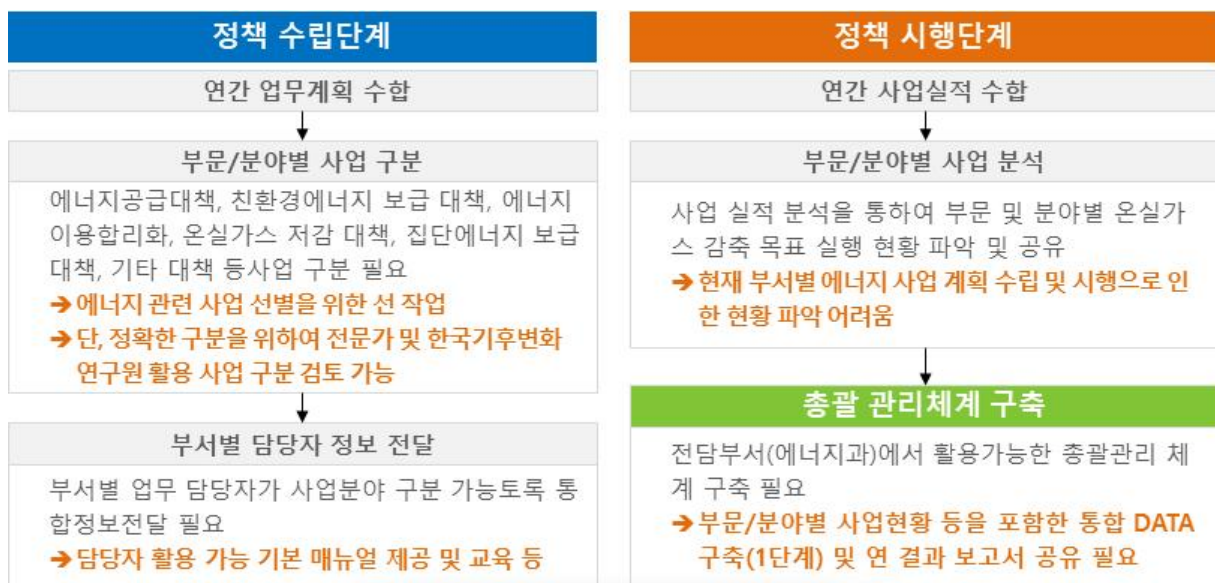 정책 수립단계
연간 업무계획 수합
부문/분야별 사업 구분
에너지공급대책, 친환경에너지 보급 대책, 에너지
이용합리화, 온실가스 저감 대책, 집단에너지 보급
대책, 기타 대책 등사업 구분 필요
→에너지 관련 사업 선별을 위한 선 작업
→단, 정확한 구분을 위하여 전문가 및 한국기후변화
연구원 활용 사업 구분 검토 가능
부서별 담당자 정보 전달
부서별 업무 담당자가 사업분야 구분 가능토록 통
합정보전달 필요
→담당자 활용 가능 기본 매뉴얼 제공 및 교육 등
정책 시행단계
연간 사업실적 수합
부문/분야별 사업 분석
사업 실적 분석을 통하여 부문 및 분야별 온실가
스 감축 목표 실행 현황 파악 및 공유
→현재 부서별 에너지 사업 계획 수립 및 시행으로 인
한 현황 파악 어려움
총괄 관리체계 구축
전담부서(에너지과)에서 활용가능한 총괄관리 체
계 구축 필요
→부문/분야별 사업현황 등을 포함한 통합 DATA
구축(1단계) 및 연 결과 보고서 공유 필요